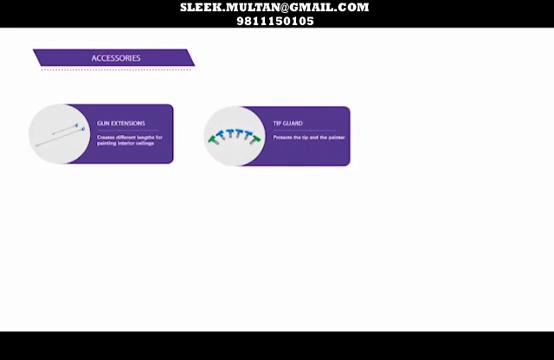 SLEEK.MULTAN@GMAIL.COM
9811150105
ACCESSORIES
GUN EXTENSIONS
Creates different lengths for
painting interior ceilings
TIP GUARD
Protects the tip and the painter